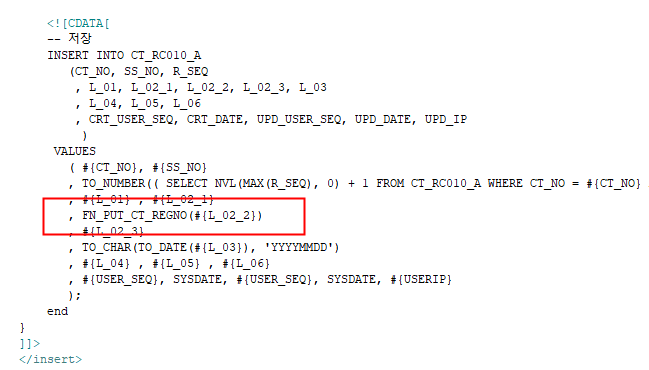 <![CDATA[
-- 저장
INSERT INTO CT_RC010_A
(CT_NO, SS_NO, R_SEQ
, L_01, L_02_1, L_02_2, L_02_3, L_03
, L_04, L_05, L_06
, CRT_USER_SEQ, CRT_DATE, UPD_USER_SEQ, UPD_DATE, UPD_IP
)
VALUES
( #{CT_NO}, #{SS_NO}
, TO_NUMBER(( SELECT NVL(MAX(R_SEQ), 0) + 1 FROM CT_RC010_A WHERE CT_NO = #{CT_NO}
, #{L_01} , #{L_02_1}
, FN_PUT_CT_REGNO(#{L_02_2})
, #{L_02_3}
, TO_CHAR(TO_DATE(#{L_03}), 'YYYYMMDD')
, #{L_04} , #{L_05} , #{L_06}
, #{USER_SEQ}, SYSDATE, #{USER_SEQ}, SYSDATE, #{USERIP}
);
end
}
]]>
</insert>